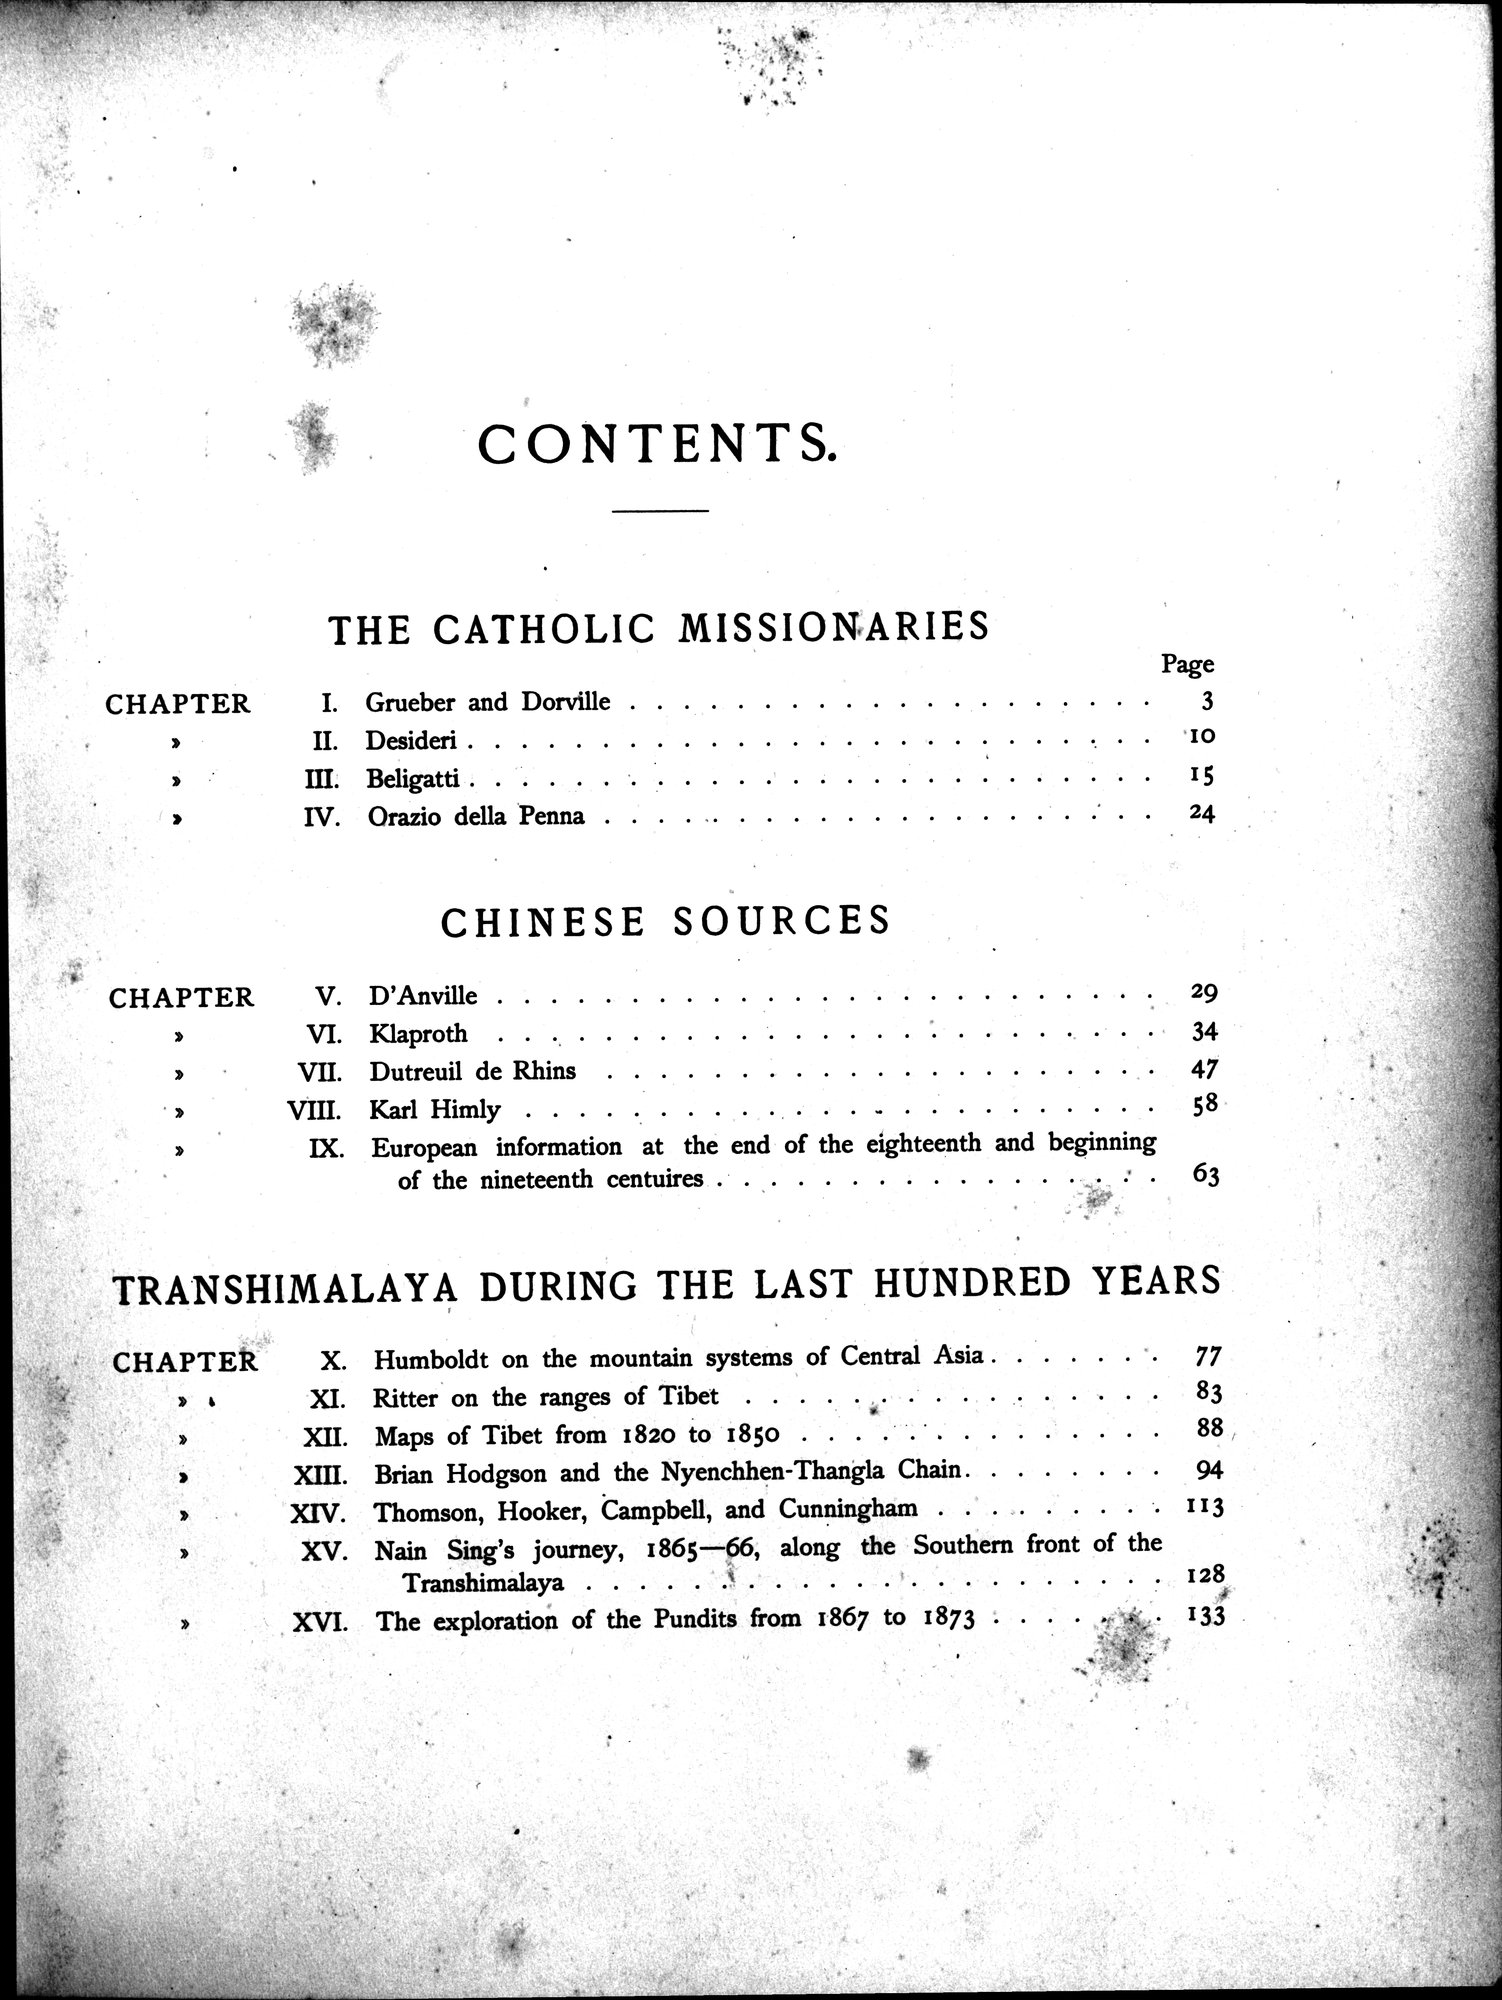 CONTENTS.
THE CATHOLIC MISSIONARIES
Page
CHAPTER I. Grueber and Dorville . . . . . . . . . . . . . . . . . . . . 3
» II. Desideri . . . . . . . . . . . . . . . . . . . . . . . . . . 10
» III. Beligatti . . . . . . . . . . . . . . . . . . . . . . . . . . 15
» IV. Orazio della Penna . . . . . . . . . . . . . . . . . . . . . 24
CHINESE SOURCES
CHAPTER V. D'Anville . . . . . . . . . . . . . . . . . . . . . . . . . 29
» VI. Klaproth . . . . . . . . . . . . . . . . . . . . . . . . . 34
» VII. Dutreuil de Rhins . . . . . . . . . . . . . . . . . . . . . 47
» VIII. Karl Himly . . . . . . . . . . . . . . . . . . . . . . . . 58
» IX. European information at the end of the eighteenth and beginning
of the nineteenth centuires . . . . . . . . . . . . . . . . . 63
TRANSHIMALAYA DURING THE LAST HUNDRED YEARS
CHAPTER X. Humboldt on the mountain systems of Central Asia . . . . . . . 77
» XI. Ritter on the ranges of Tibet . . . . . . . . . . . . . . . . 83
» XII. Maps of Tibet from 1820 to 1850 . . . . . . . . . . . . . . 88
» XIII. Brian Hodgson and the Nyenchhen-Thangla Chain . . . . . . . . 94
» XIV. Thomson, Hooker, Campbell, and Cunningham . . . . . . . . . 113
» XV. Nain Sing's journey, 1865—66, along the Southern front of the
Transhimalaya . . . . . . . . . . . . . . . . . . . . . . 128
» XVI. The exploration of the Pundits from 1867 to 1873 . . . . . . . 133